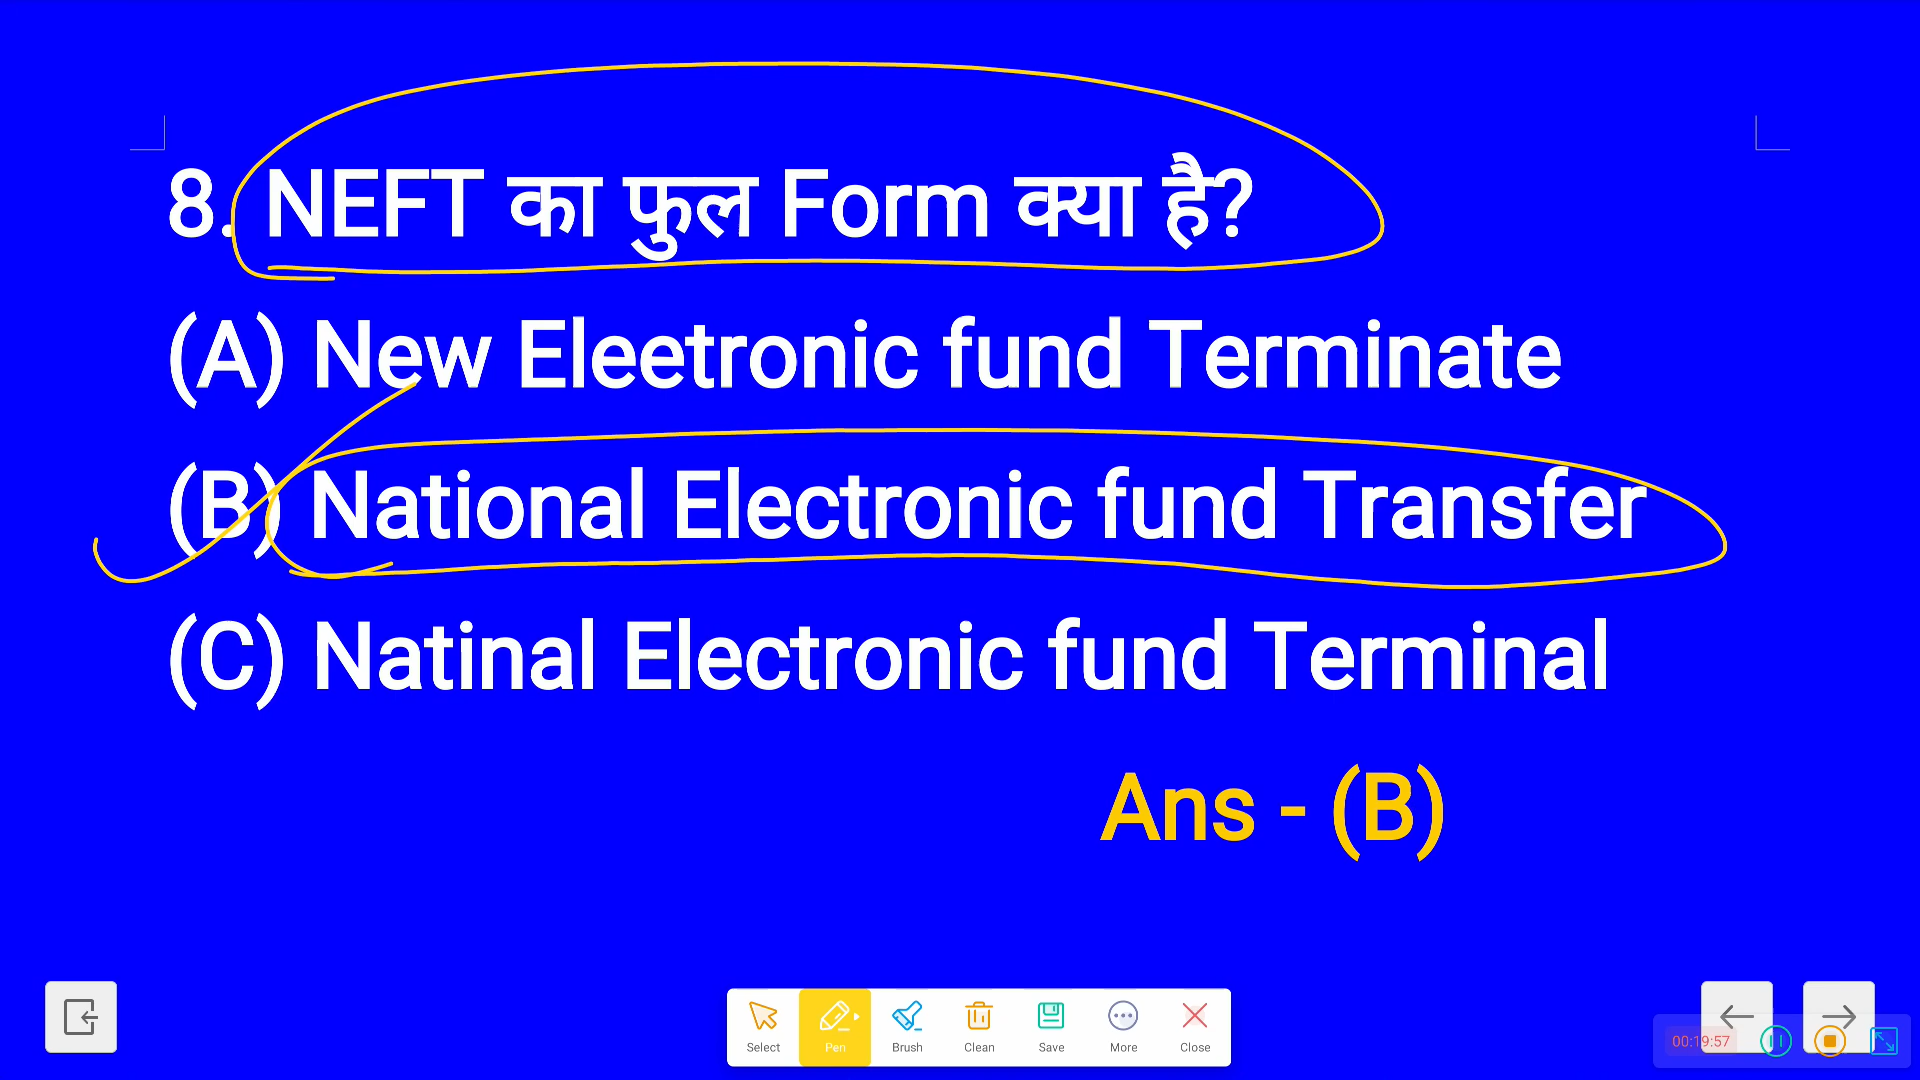 8. NEFT का फुल Form क्या है?
(A) New Eleetronic fund Terminate
(B) National Electronic fund Transfer
(C) Natinal Electronic fund Terminal
Ans - (B)
Select Pen Brush Clean Save More Close
00:19:57